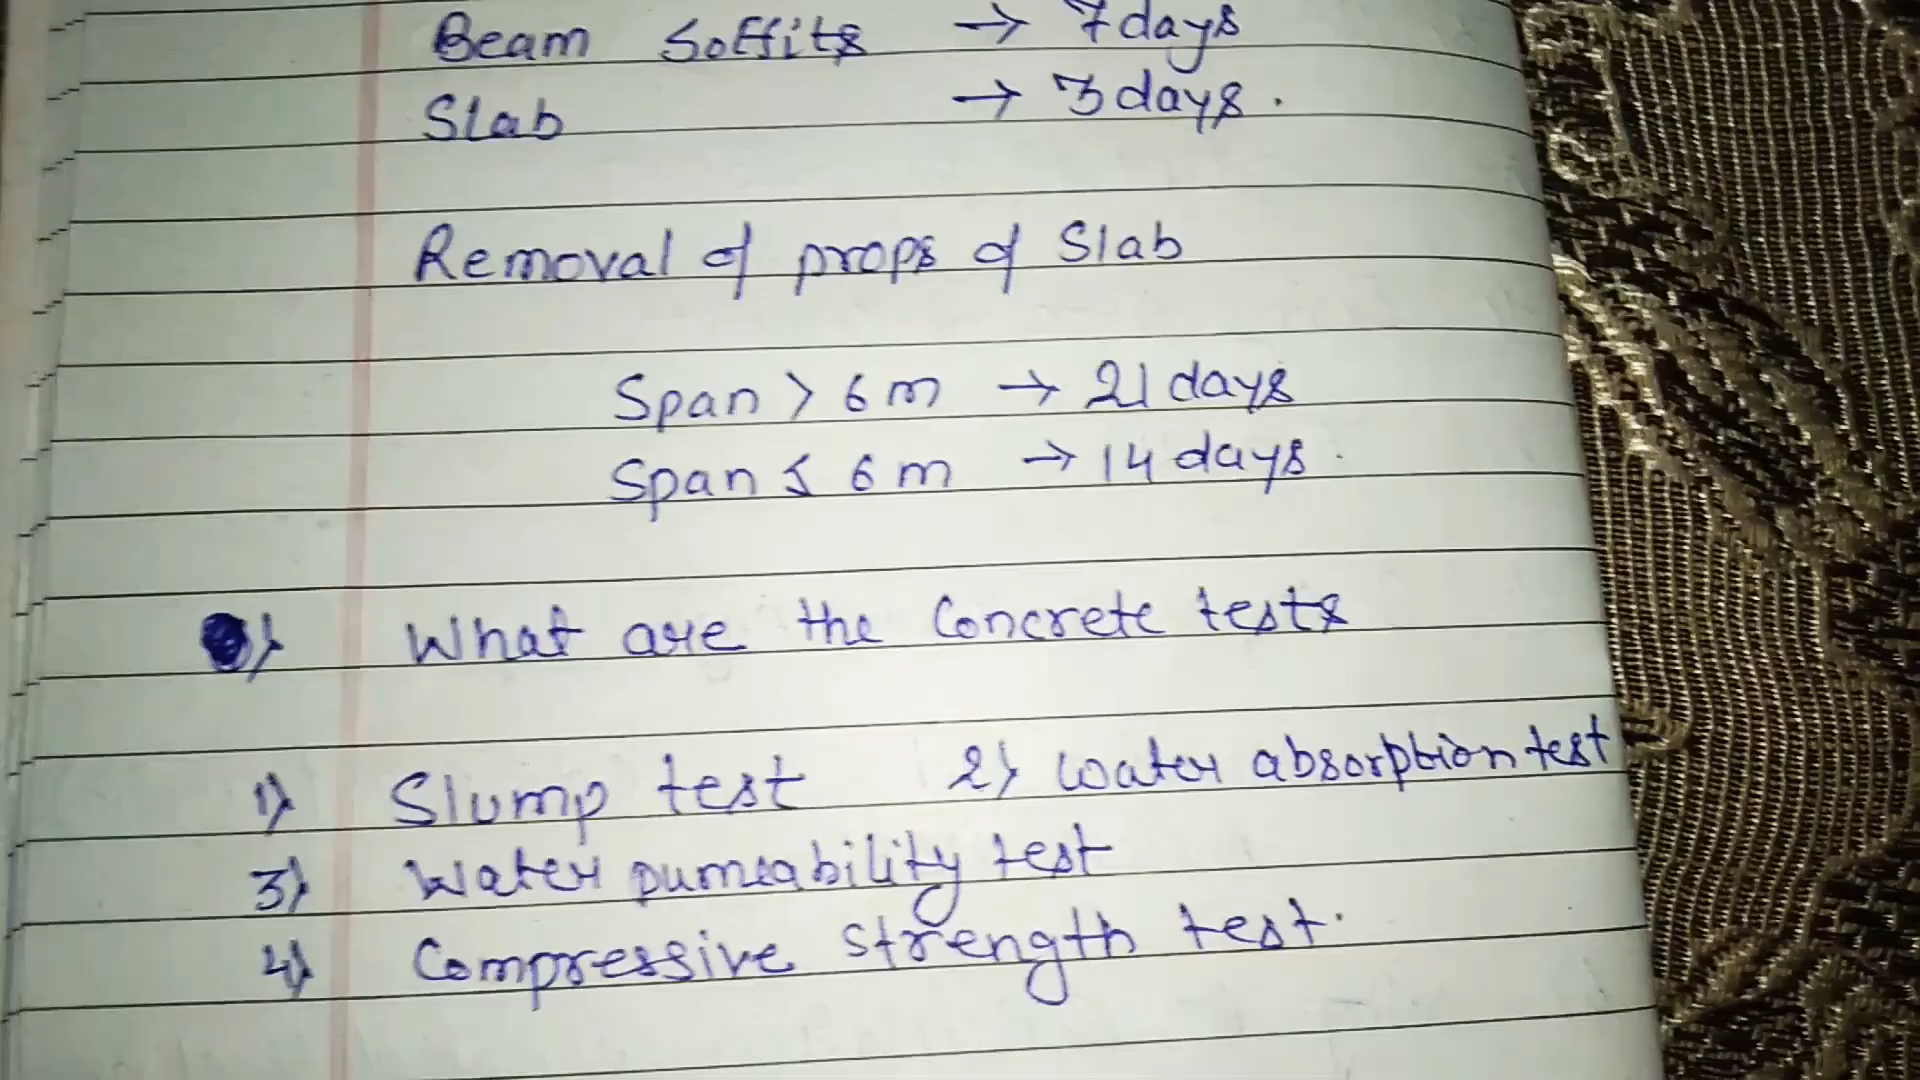 Beam Soffits → 7 days
Slab → 3 days.
Removal of props of Slab
Span > 6 m → 21 days
Span ≤ 6 m → 14 days.
What are the Concrete tests
1) Slump test 2) Water absorption test
3) Water pumeability test
4) Compressive strength test.